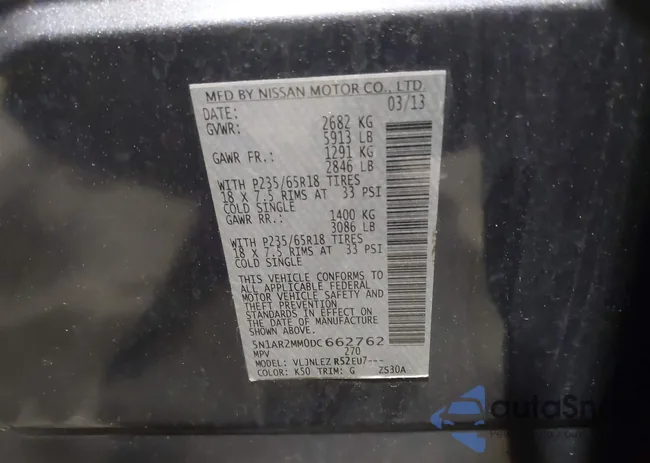 MFD BY NISSAN MOTOR CO., LTD.
DATE: 03/13
GVWR: 2682 KG
5913 LB
GAWR FR.: 1291 KG
2846 LB
WITH P235/65R18 TIRES
18 X 7.5 RIMS AT 33 PSI
COLD SINGLE
GAWR RR.: 1400 KG
3086 LB
WITH P235/65R18 TIRES
18 X 7.5 RIMS AT 33 PSI
COLD SINGLE
THIS VEHICLE CONFORMS TO
ALL APPLICABLE FEDERAL
MOTOR VEHICLE SAFETY AND
THEFT PREVENTION
STANDARDS IN EFFECT ON
THE DATE OF MANUFACTURE
SHOWN ABOVE.
5N1AR2MM0DC662762
MPV 270
MODEL: VLJNLEZ R52EU7---
COLOR: K50 TRIM: G ZS30A